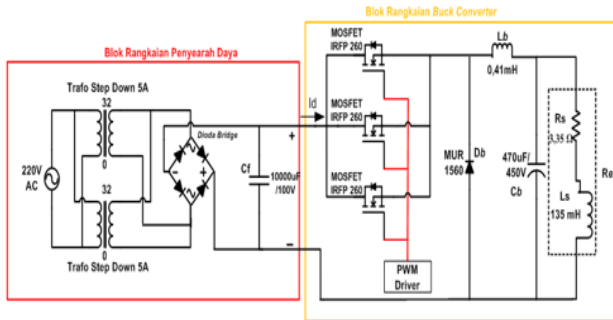 Blok Rangkaian Buck Converter
Blok Rangkaian Penyearah Daya
Trafo Step Down 5A
32
0
32
0
Trafo Step Down 5A
220V
AC
Dioda Bridge
-
+
Cf
10000uF
/100V
Id
+
-
MOSFET
IRFP 260
MOSFET
IRFP 260
MOSFET
IRFP 260
PWM
Driver
MUR
1560
Db
Lb
0,41mH
470uF/
450V
Cb
Rs
3.35 Ω
Ls
135 mH
Re